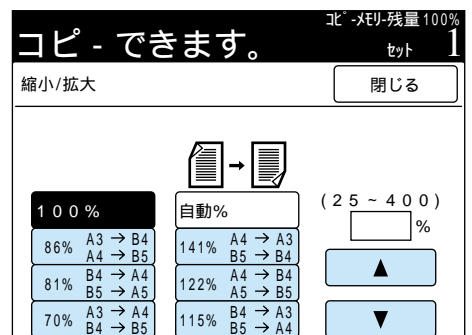 コピ - できます。
コピ-メモリ-残量100%
セット 1
縮小/拡大
閉じる
100%
自動%
(25~400)
%
86% A3 → B4
A4 → B5
141% A4 → A3
B5 → B4
81% B4 → A4
B5 → A5
122% A4 → B4
A5 → B5
70% A3 → A4
B4 → B5
115% B4 → A3
B5 → A4